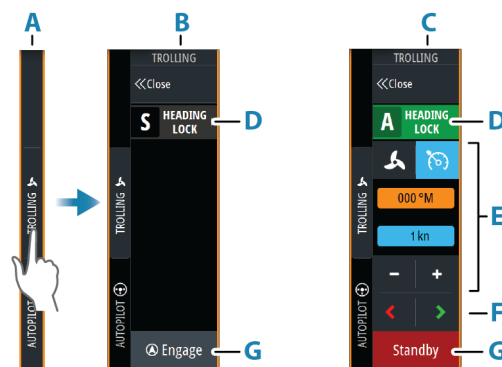 A
B
C
TROLLING
TROLLING
Close
Close
S HEADING
LOCK
D
A HEADING
LOCK
D
TROLLING
TROLLING
TROLLING
000 °M
E
1 kn
- +
AUTOPILOT
AUTOPILOT
AUTOPILOT
F
Engage
G
Standby
G